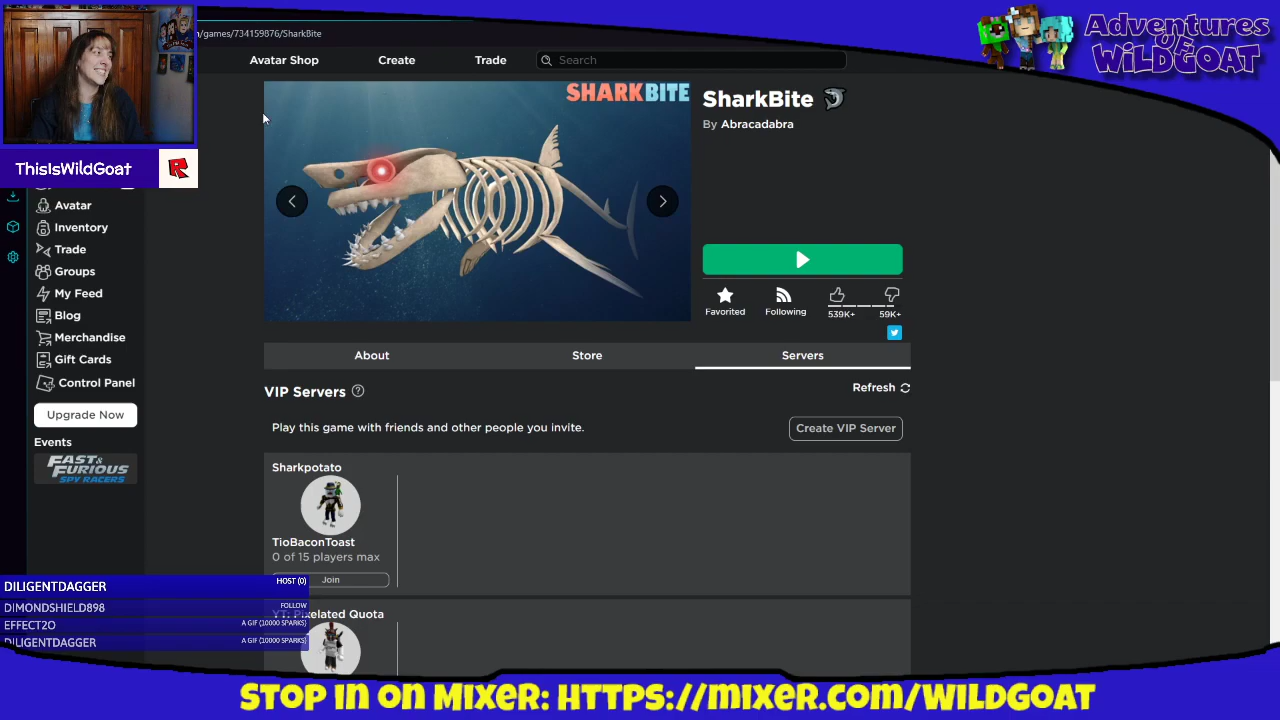 n/games/734159876/SharkBite
Adventures
of
WildGoat
Avatar Shop
Create
Trade
Search
SHARKBITE
SharkBite
By Abracadabra
ThisIsWildGoat
Avatar
Inventory
Trade
Groups
My Feed
Blog
Merchandise
Gift Cards
Control Panel
Upgrade Now
Events
FAST & FURIOUS
SPY RACERS
Favorited
Following
539K+
59K+
About
Store
Servers
VIP Servers
Refresh
Play this game with friends and other people you invite.
Create VIP Server
Sharkpotato
TioBaconToast
0 of 15 players max
Join
YT: Pixelated Quota
DILIGENTDAGGER HOST (0)
DIMONDSHIELD898 FOLLOW
EFFECT2O A GIF (10000 SPARKS)
DILIGENTDAGGER A GIF (10000 SPARKS)
STOP IN ON MIXER: HTTPS://MIXER.COM/WILDGOAT